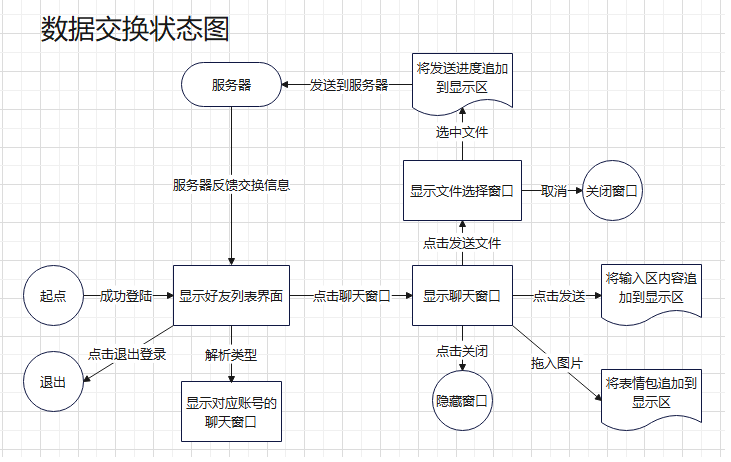 数据交换状态图
服务器
发送到服务器
将发送进度追加
到显示区
选中文件
服务器反馈交换信息
显示文件选择窗口
取消
关闭窗口
点击发送文件
起点
成功登陆
显示好友列表界面
点击聊天窗口
显示聊天窗口
点击发送
将输入区内容追
加到显示区
点击退出登录
解析类型
点击关闭
拖入图片
退出
显示对应账号的
聊天窗口
隐藏窗口
将表情包追加到
显示区